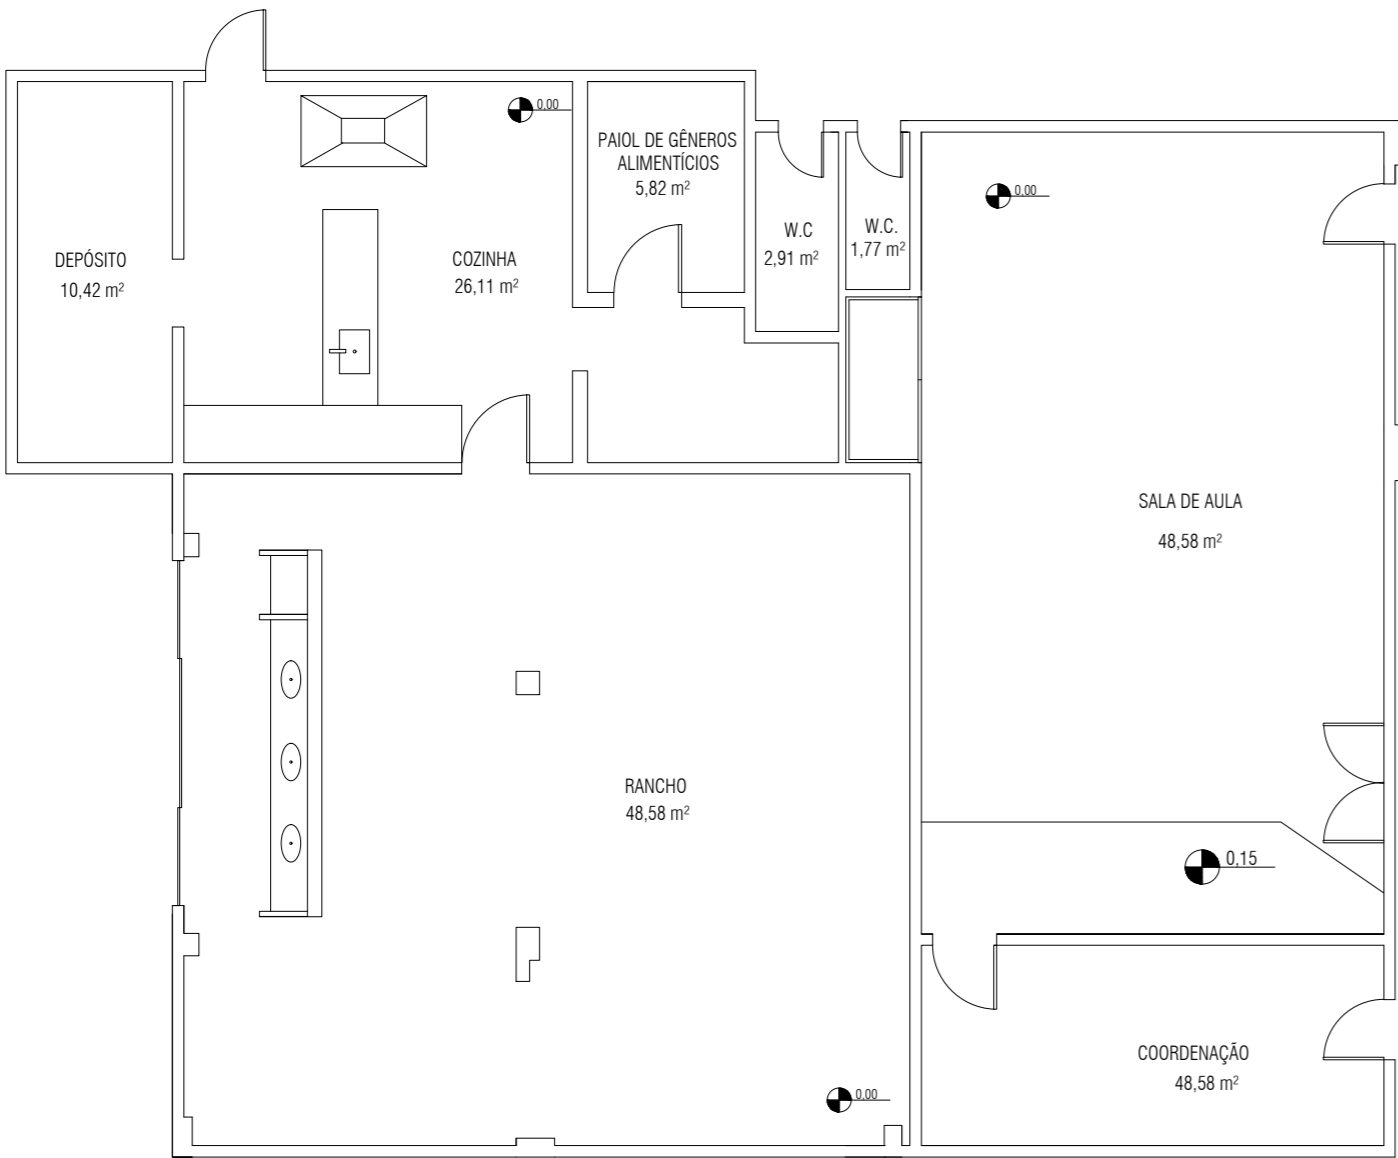 0,00
PAIOL DE GÊNEROS
ALIMENTÍCIOS
5,82 m²
0,00
W.C
2,91 m²
W.C.
1,77 m²
DEPÓSITO
10,42 m²
COZINHA
26,11 m²
SALA DE AULA
48,58 m²
RANCHO
48,58 m²
0,15
COORDENAÇÃO
48,58 m²
0,00